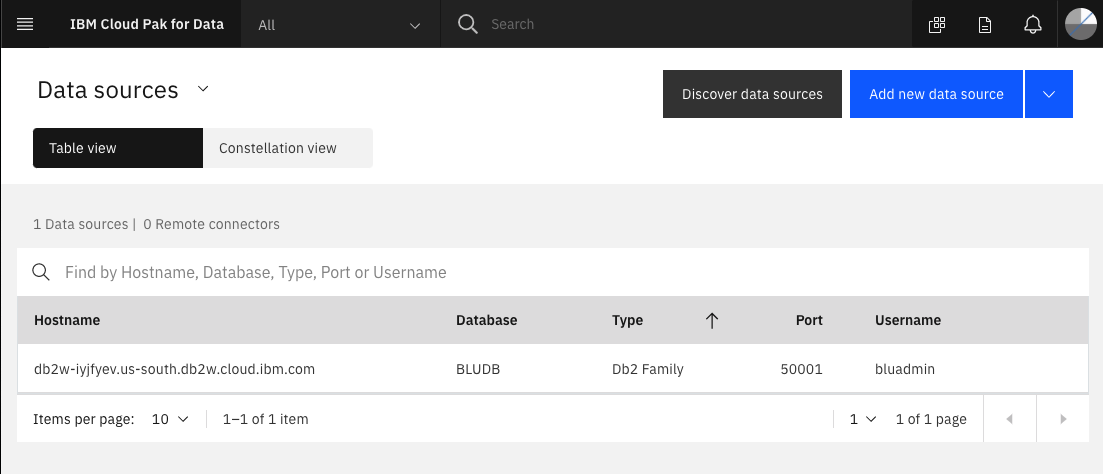 IBM Cloud Pak for Data All Search
Data sources
Discover data sources Add new data source
Table view Constellation view
1 Data sources | 0 Remote connectors
Find by Hostname, Database, Type, Port or Username
Hostname Database Type Port Username
db2w-iyjfyev.us-south.db2w.cloud.ibm.com BLUDB Db2 Family 50001 bluadmin
Items per page: 10 1–1 of 1 item 1 1 of 1 page